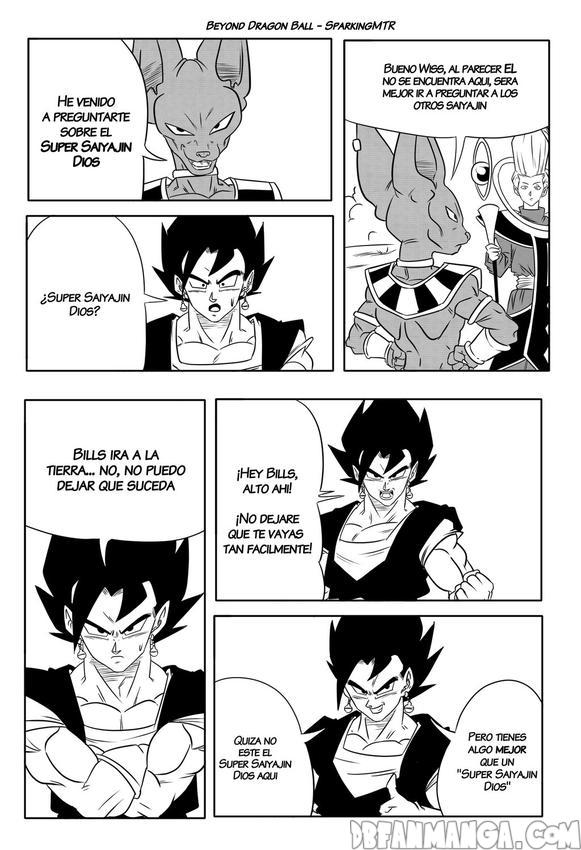 BEYOND DRAGON BALL - SPARKINGMTR
HE VENIDO
A PREGUNTARTE
SOBRE EL
SUPER SAIYAJIN
DIOS
BUENO WISS, AL PARECER EL
NO SE ENCUENTRA AQUI, SERA
MEJOR IR A PREGUNTAR A LOS
OTROS SAIYAJIN
¿SUPER SAIYAJIN
DIOS?
BILLS IRA A LA
TIERRA... NO, NO PUEDO
DEJAR QUE SUCEDA
¡HEY BILLS,
ALTO AHI!
¡NO DEJARE
QUE TE VAYAS
TAN FACILMENTE!
QUIZA NO
ESTE EL
SUPER SAIYAJIN
DIOS AQUI
PERO TIENES
ALGO MEJOR
QUE UN
"SUPER SAIYAJIN
DIOS"
DBFANMANGA.COM